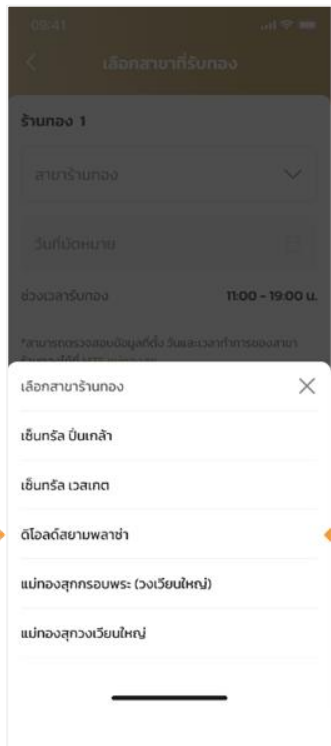 09:41
เลือกสาขาที่รับทอง
ร้านทอง 1
สาขาร้านทอง
วันที่นัดหมาย
ช่วงเวลารับทอง 11:00 - 19:00 น.
*สามารถตรวจสอบข้อมูลที่ตั้ง วันและเวลาทำการของสาขา
เลือกสาขาร้านทอง
เซ็นทรัล ปิ่นเกล้า
เซ็นทรัล เวสเกต
ดิโอลด์สยามพลาซ่า
แม่ทองสุกกรอบพระ (วงเวียนใหญ่)
แม่ทองสุกวงเวียนใหญ่